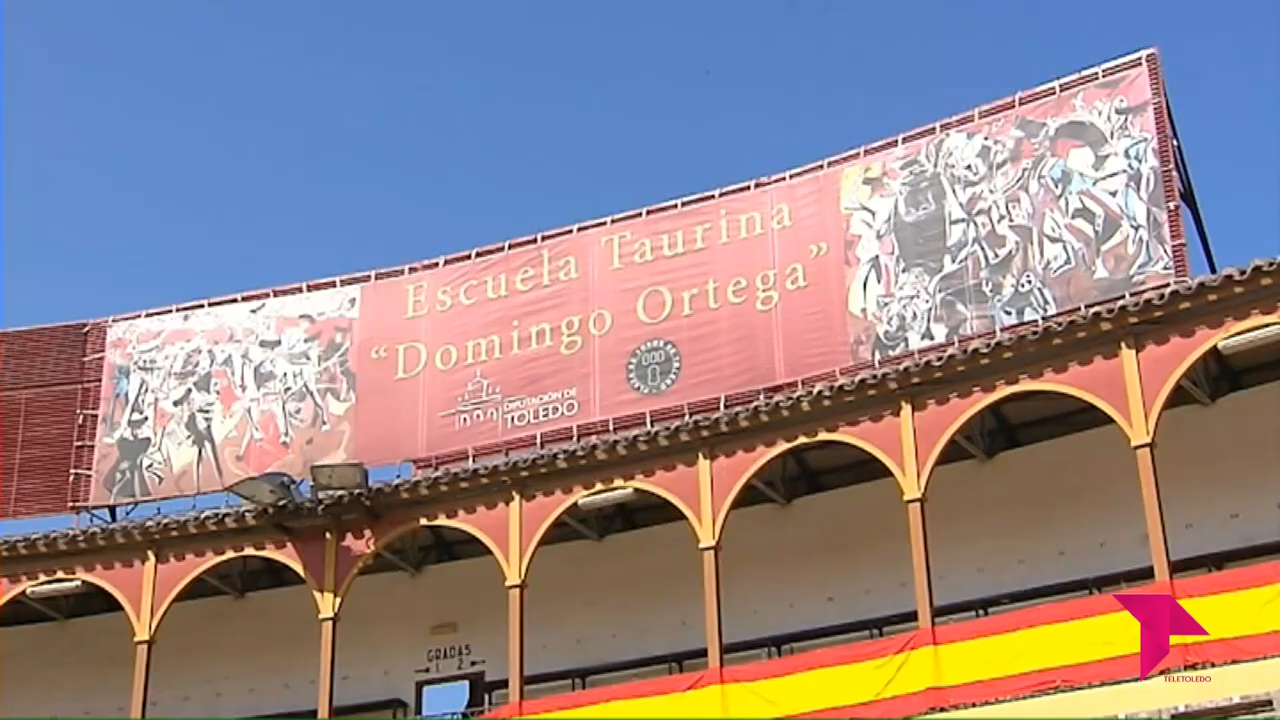 Escuela Taurina
“Domingo Ortega”
DIPUTACIÓN DE
TOLEDO
GRADAS
1 2
TELETOLEDO